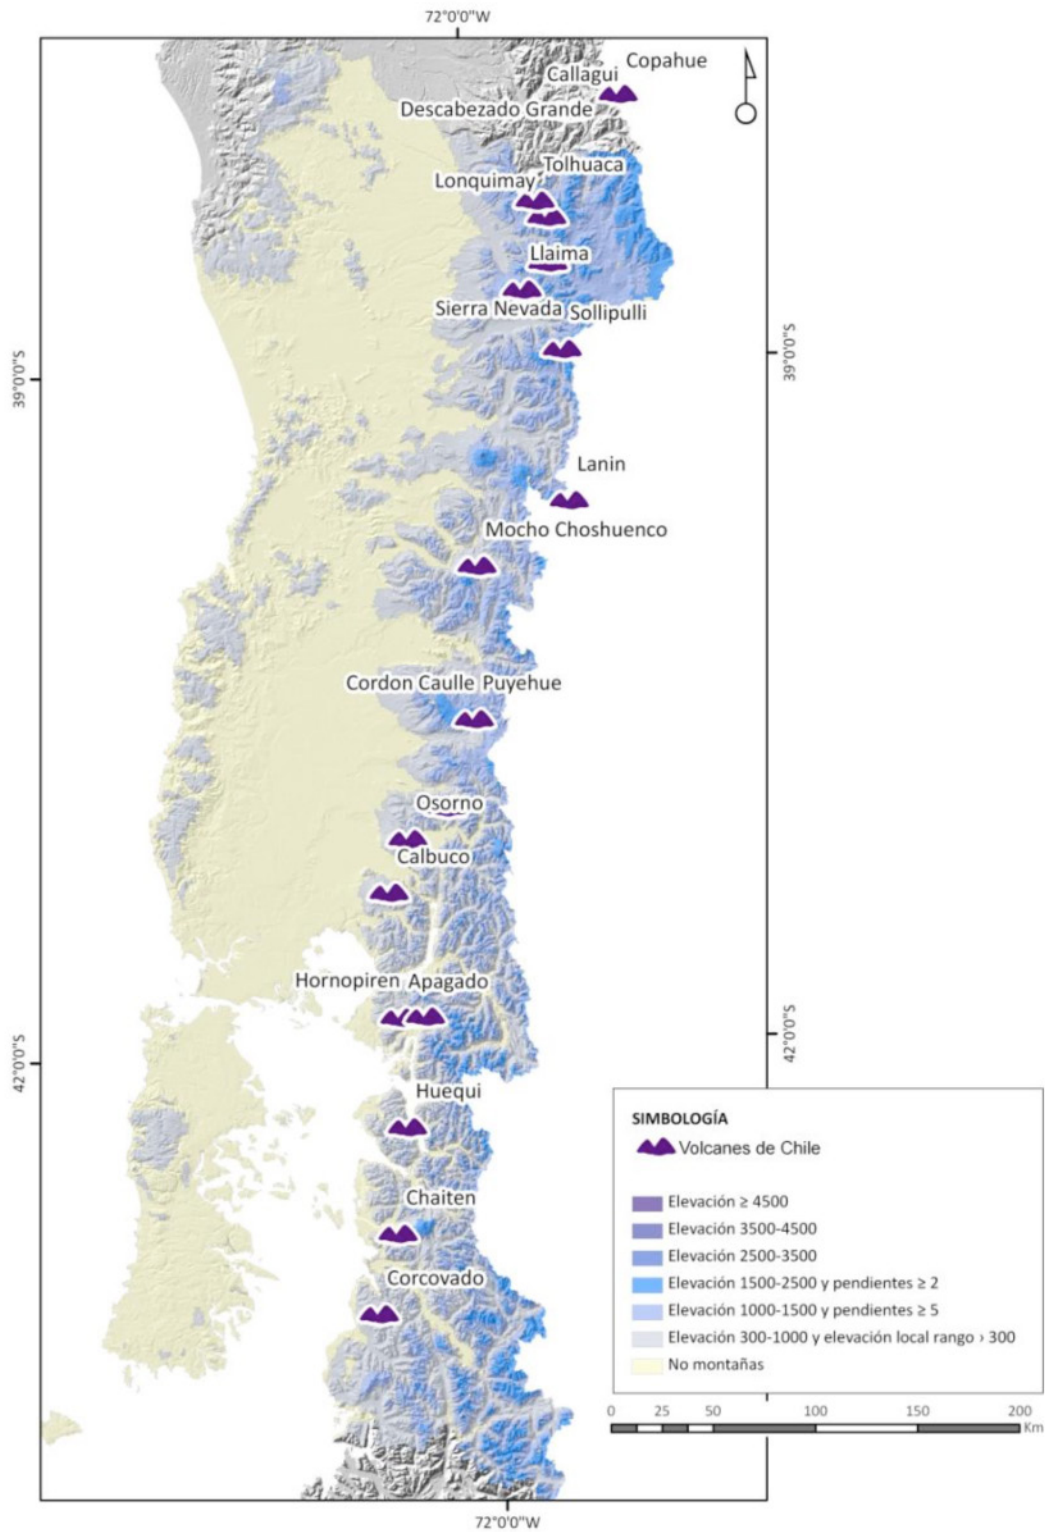 72°0'0"W
Copahue
Callagui
Descabezado Grande
Tolhuaca
Lonquimay
Llaima
Sierra Nevada
Sollipulli
39°0'0"S
39°0'0"S
Lanin
Mocho Choshuenco
Cordon Caulle Puyehue
Osorno
Calbuco
Hornopiren Apagado
42°0'0"S
42°0'0"S
Huequi
Chaiten
Corcovado
SIMBOLOGÍA
Volcanes de Chile
Elevación ≥ 4500
Elevación 3500-4500
Elevación 2500-3500
Elevación 1500-2500 y pendientes ≥ 2
Elevación 1000-1500 y pendientes ≥ 5
Elevación 300-1000 y elevación local rango › 300
No montañas
0 25 50 100 150 200
Km
72°0'0"W